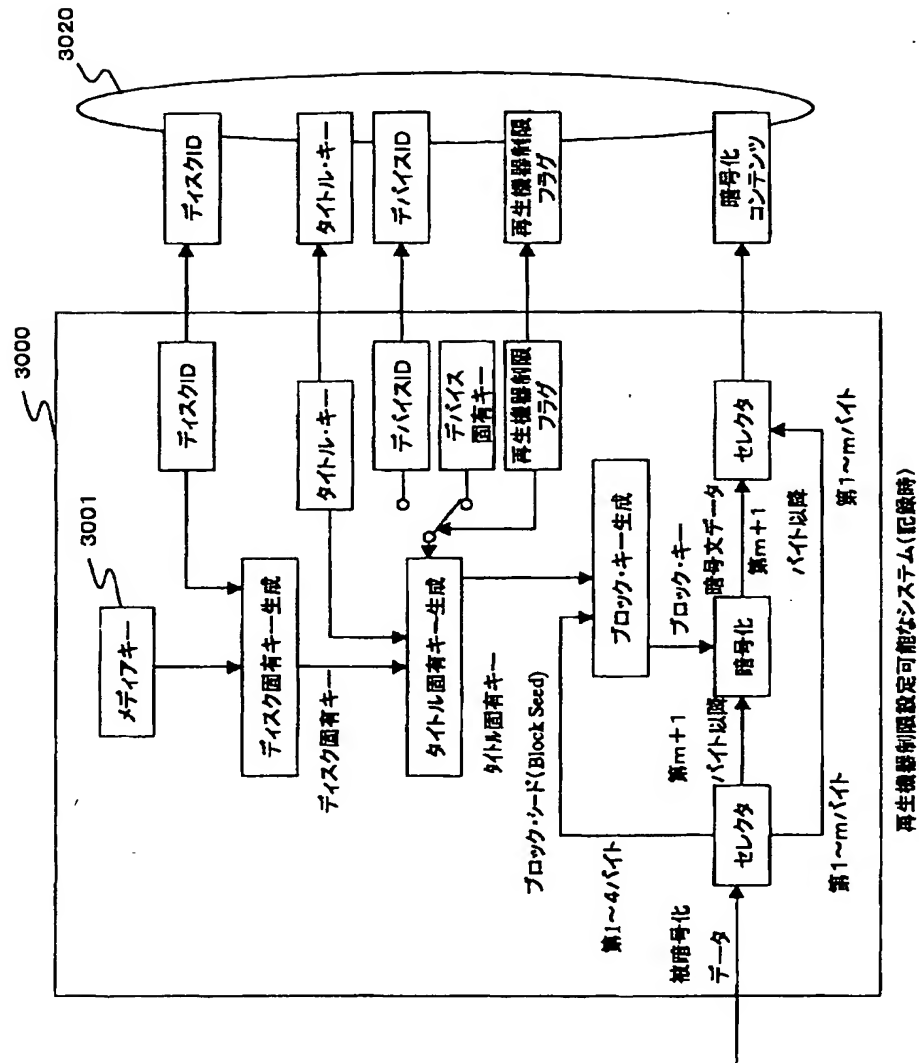 3000
3020
3001
メディアキー
ディスクID
ディスクID
ディスク固有キー生成
ディスク固有キー
タイトル・キー
タイトル・キー
デバイスID
デバイスID
デバイス
固有キー
タイトル固有キー生成
タイトル固有キー
再生機器制限
フラグ
再生機器制限
フラグ
ブロック・シード(Block Seed)
ブロック・キー生成
ブロック・キー
第1~4バイト
被暗号化
データ
セレクタ
第m+1
バイト以降
暗号化
暗号文データ
第m+1
バイト以降
セレクタ
暗号化
コンテンツ
第1~mバイト
第1~mバイト
再生機器制限設定可能なシステム(記録時)